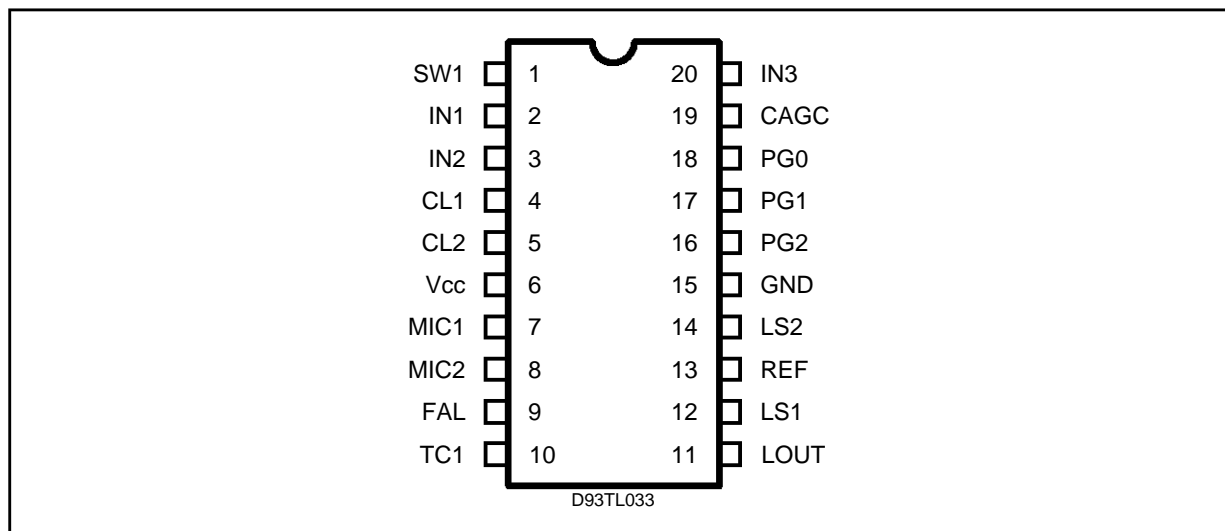 SW1 1 20 IN3
IN1 2 19 CAGC
IN2 3 18 PG0
CL1 4 17 PG1
CL2 5 16 PG2
Vcc 6 15 GND
MIC1 7 14 LS2
MIC2 8 13 REF
FAL 9 12 LS1
TC1 10 11 LOUT
D93TL033